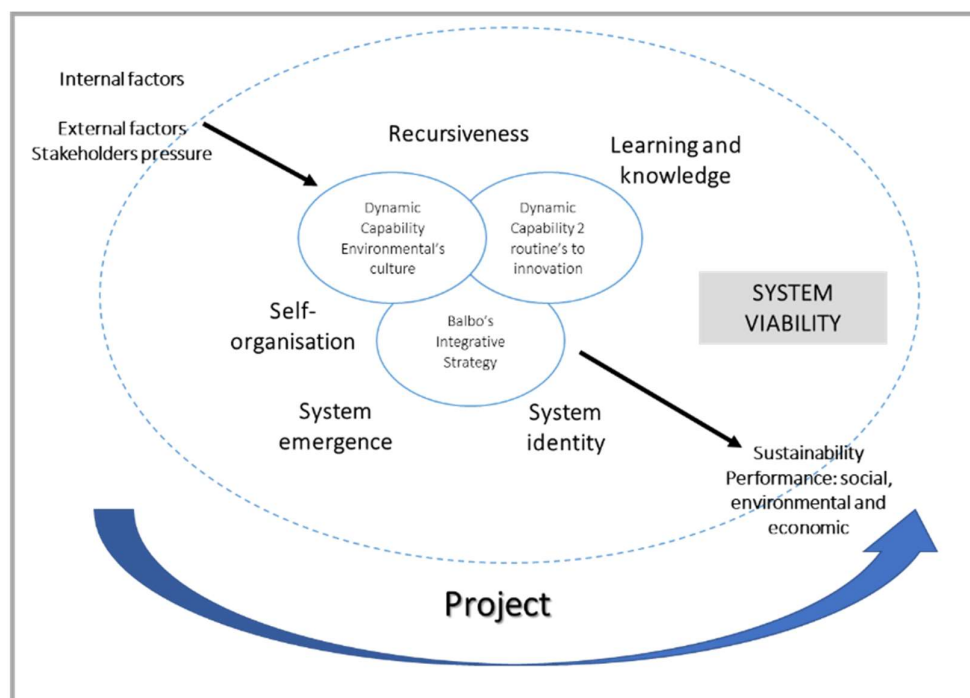 Internal factors
External factors
Stakeholders pressure
Recursiveness
Learning and
knowledge
Dynamic
Capability
Environmental's
culture
Dynamic
Capability 2
routine's to
innovation
SYSTEM
VIABILITY
Self-
organisation
Balbo's
Integrative
Strategy
System
emergence
System
identity
Sustainability
Performance: social,
environmental and
economic
Project